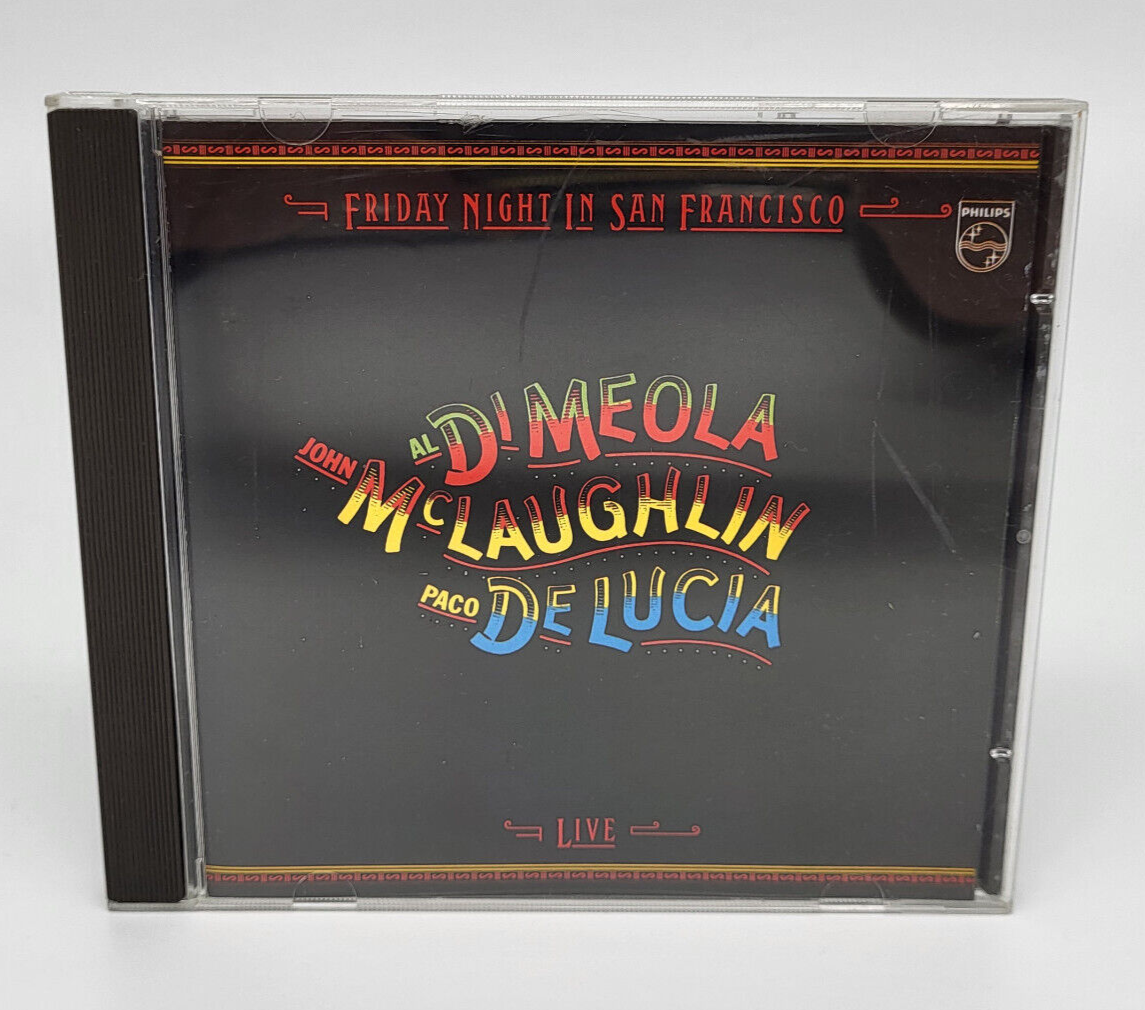 FRIDAY NIGHT IN SAN FRANCISCO
PHILIPS
AL DI MEOLA
JOHN McLAUGHLIN
PACO DE LUCIA
LIVE